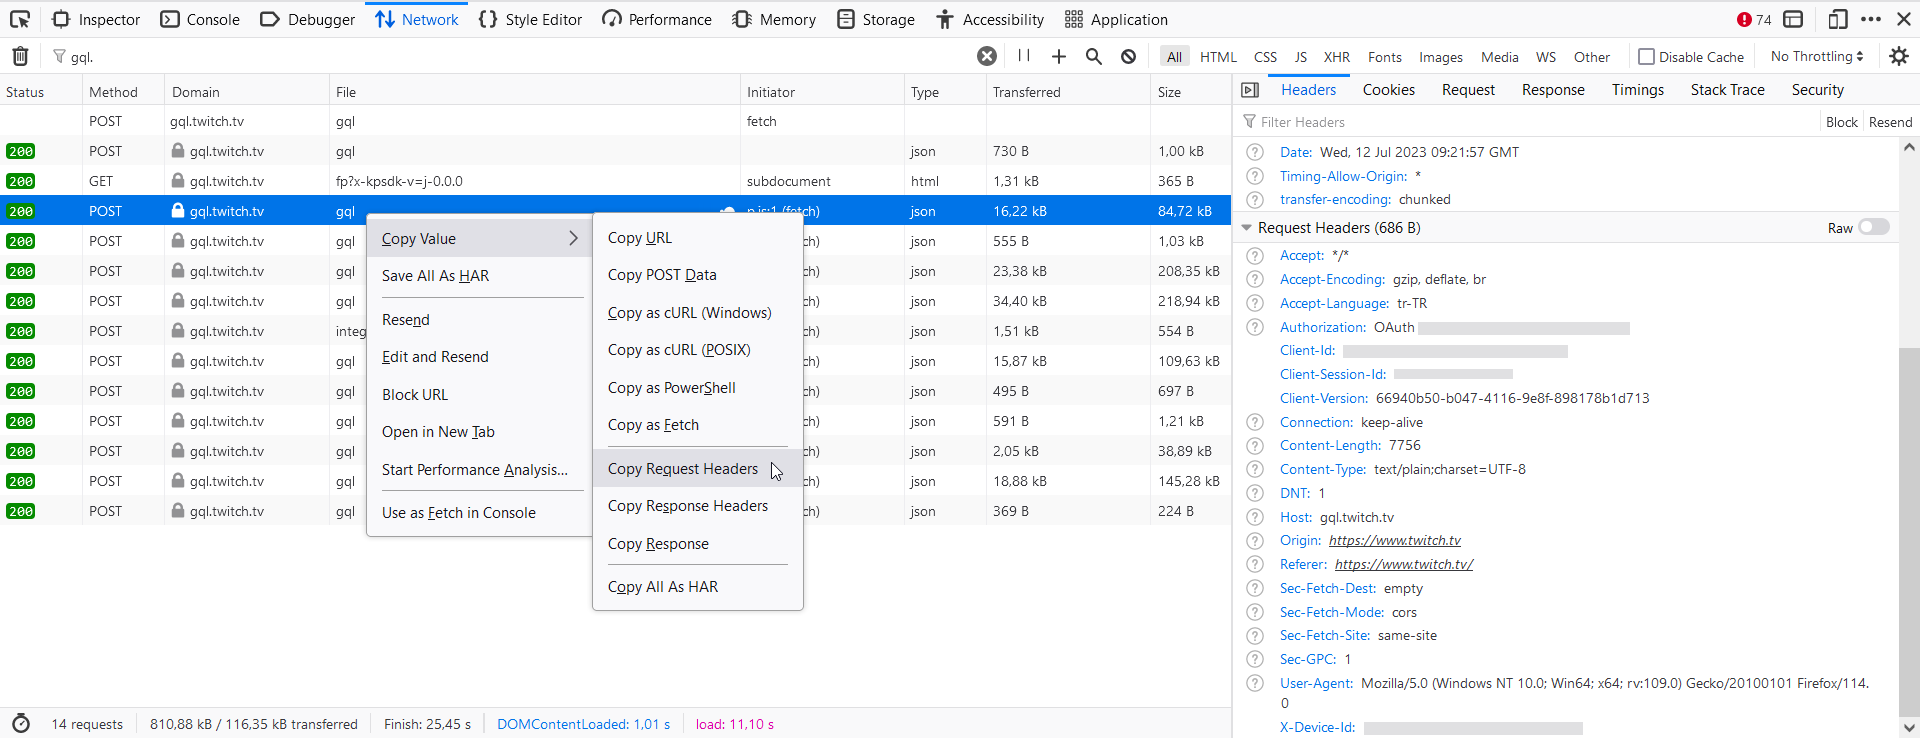 Inspector Console Debugger Network Style Editor Performance Memory Storage Accessibility Application 74
gql. All HTML CSS JS XHR Fonts Images Media WS Other Disable Cache No Throttling
Status Method Domain File Initiator Type Transferred Size
POST gql.twitch.tv gql fetch
200 POST gql.twitch.tv gql json 730 B 1,00 kB
200 GET gql.twitch.tv fp?x-kpsdk-v=j-0.0.0 subdocument html 1,31 kB 365 B
200 POST gql.twitch.tv gql p.js:1 (fetch) json 16,22 kB 84,72 kB
200 POST gql.twitch.tv gql ch) json 555 B 1,03 kB
200 POST gql.twitch.tv gql ch) json 23,38 kB 208,35 kB
200 POST gql.twitch.tv gql ch) json 34,40 kB 218,94 kB
200 POST gql.twitch.tv integ ch) json 1,51 kB 554 B
200 POST gql.twitch.tv gql ch) json 15,87 kB 109,63 kB
200 POST gql.twitch.tv gql ch) json 495 B 697 B
200 POST gql.twitch.tv gql ch) json 591 B 1,21 kB
200 POST gql.twitch.tv gql ch) json 2,05 kB 38,89 kB
200 POST gql.twitch.tv gql ch) json 18,88 kB 145,28 kB
200 POST gql.twitch.tv gql ch) json 369 B 224 B
Copy Value
Save All As HAR
Resend
Edit and Resend
Block URL
Open in New Tab
Start Performance Analysis...
Use as Fetch in Console
Copy URL
Copy POST Data
Copy as cURL (Windows)
Copy as cURL (POSIX)
Copy as PowerShell
Copy as Fetch
Copy Request Headers
Copy Response Headers
Copy Response
Copy All As HAR
Headers Cookies Request Response Timings Stack Trace Security
Filter Headers Block Resend
Date: Wed, 12 Jul 2023 09:21:57 GMT
Timing-Allow-Origin: *
transfer-encoding: chunked
Request Headers (686 B) Raw
Accept: */*
Accept-Encoding: gzip, deflate, br
Accept-Language: tr-TR
Authorization: OAuth
Client-Id:
Client-Session-Id:
Client-Version: 66940b50-b047-4116-9e8f-898178b1d713
Connection: keep-alive
Content-Length: 7756
Content-Type: text/plain;charset=UTF-8
DNT: 1
Host: gql.twitch.tv
Origin: https://www.twitch.tv
Referer: https://www.twitch.tv/
Sec-Fetch-Dest: empty
Sec-Fetch-Mode: cors
Sec-Fetch-Site: same-site
Sec-GPC: 1
User-Agent: Mozilla/5.0 (Windows NT 10.0; Win64; x64; rv:109.0) Gecko/20100101 Firefox/114.
0
X-Device-Id:
14 requests 810,88 kB / 116,35 kB transferred Finish: 25,45 s DOMContentLoaded: 1,01 s load: 11,10 s